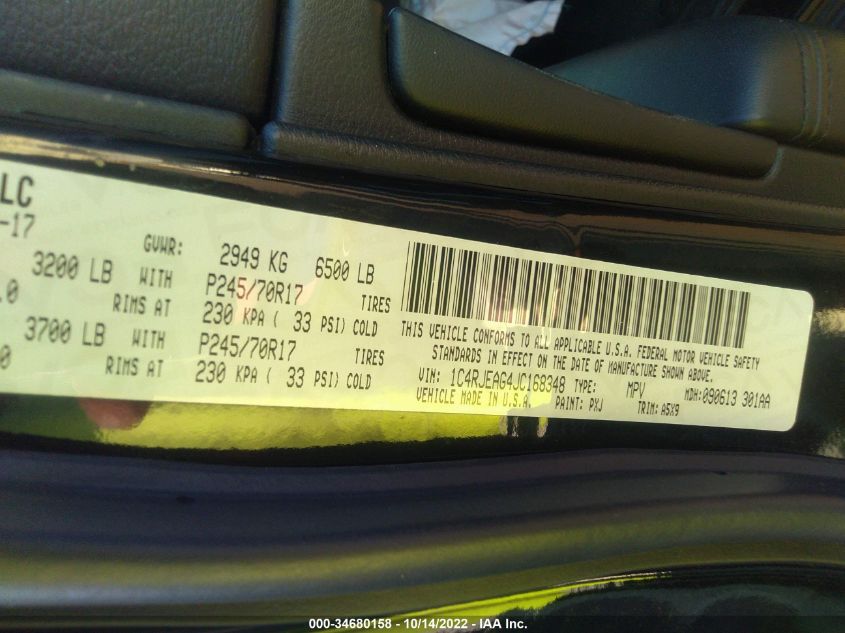 LC
-17
GVWR: 2949 KG 6500 LB
3200 LB WITH P245/70R17 TIRES
.0 RIMS AT 230 KPA ( 33 PSI) COLD
3700 LB WITH P245/70R17 TIRES
0 RIMS AT 230 KPA ( 33 PSI) COLD
THIS VEHICLE CONFORMS TO ALL APPLICABLE U.S.A. FEDERAL MOTOR VEHICLE SAFETY
STANDARDS IN EFFECT ON THE DATE OF MANUFACTURE SHOWN ABOVE.
VIN: 1C4RJEAG4JC168348 TYPE: MPV MDH:090613 301AA
VEHICLE MADE IN U.S.A. PAINT: PXJ TRIM: A5X9
000-34680158 - 10/14/2022 - IAA Inc.